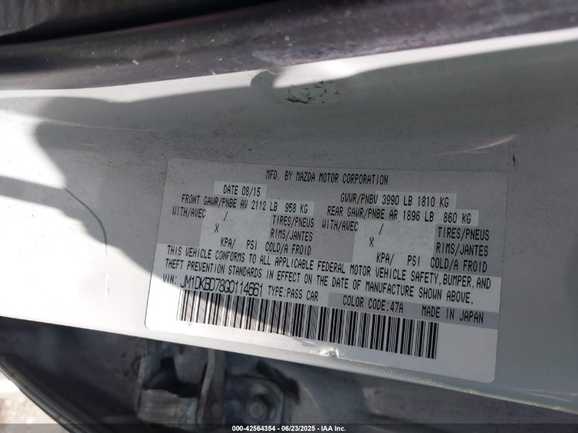 MFD. BY MAZDA MOTOR CORPORATION
DATE 08/15 GVWR/PNBV 3990 LB 1810 KG
FRONT GAWR/PNBE AV 2112 LB 958 KG REAR GAWR/PNBE AR 1896 LB 860 KG
WITH/AVEC / TIRES/PNEUS WITH/AVEC / TIRES/PNEUS
X RIMS/JANTES X RIMS/JANTES
KPA/ PSI COLD/A FROID KPA/ PSI COLD/A FROID
THIS VEHICLE CONFORMS TO ALL APPLICABLE FEDERAL MOTOR VEHICLE SAFETY, BUMPER, AND
THEFT PREVENTION STANDARDS IN EFFECT ON THE DATE OF MANUFACTURE SHOWN ABOVE.
VIN: TYPE:PASS CAR COLOR CODE:47A MADE IN JAPAN
000-42564354 - 06/23/2025 - IAA Inc.